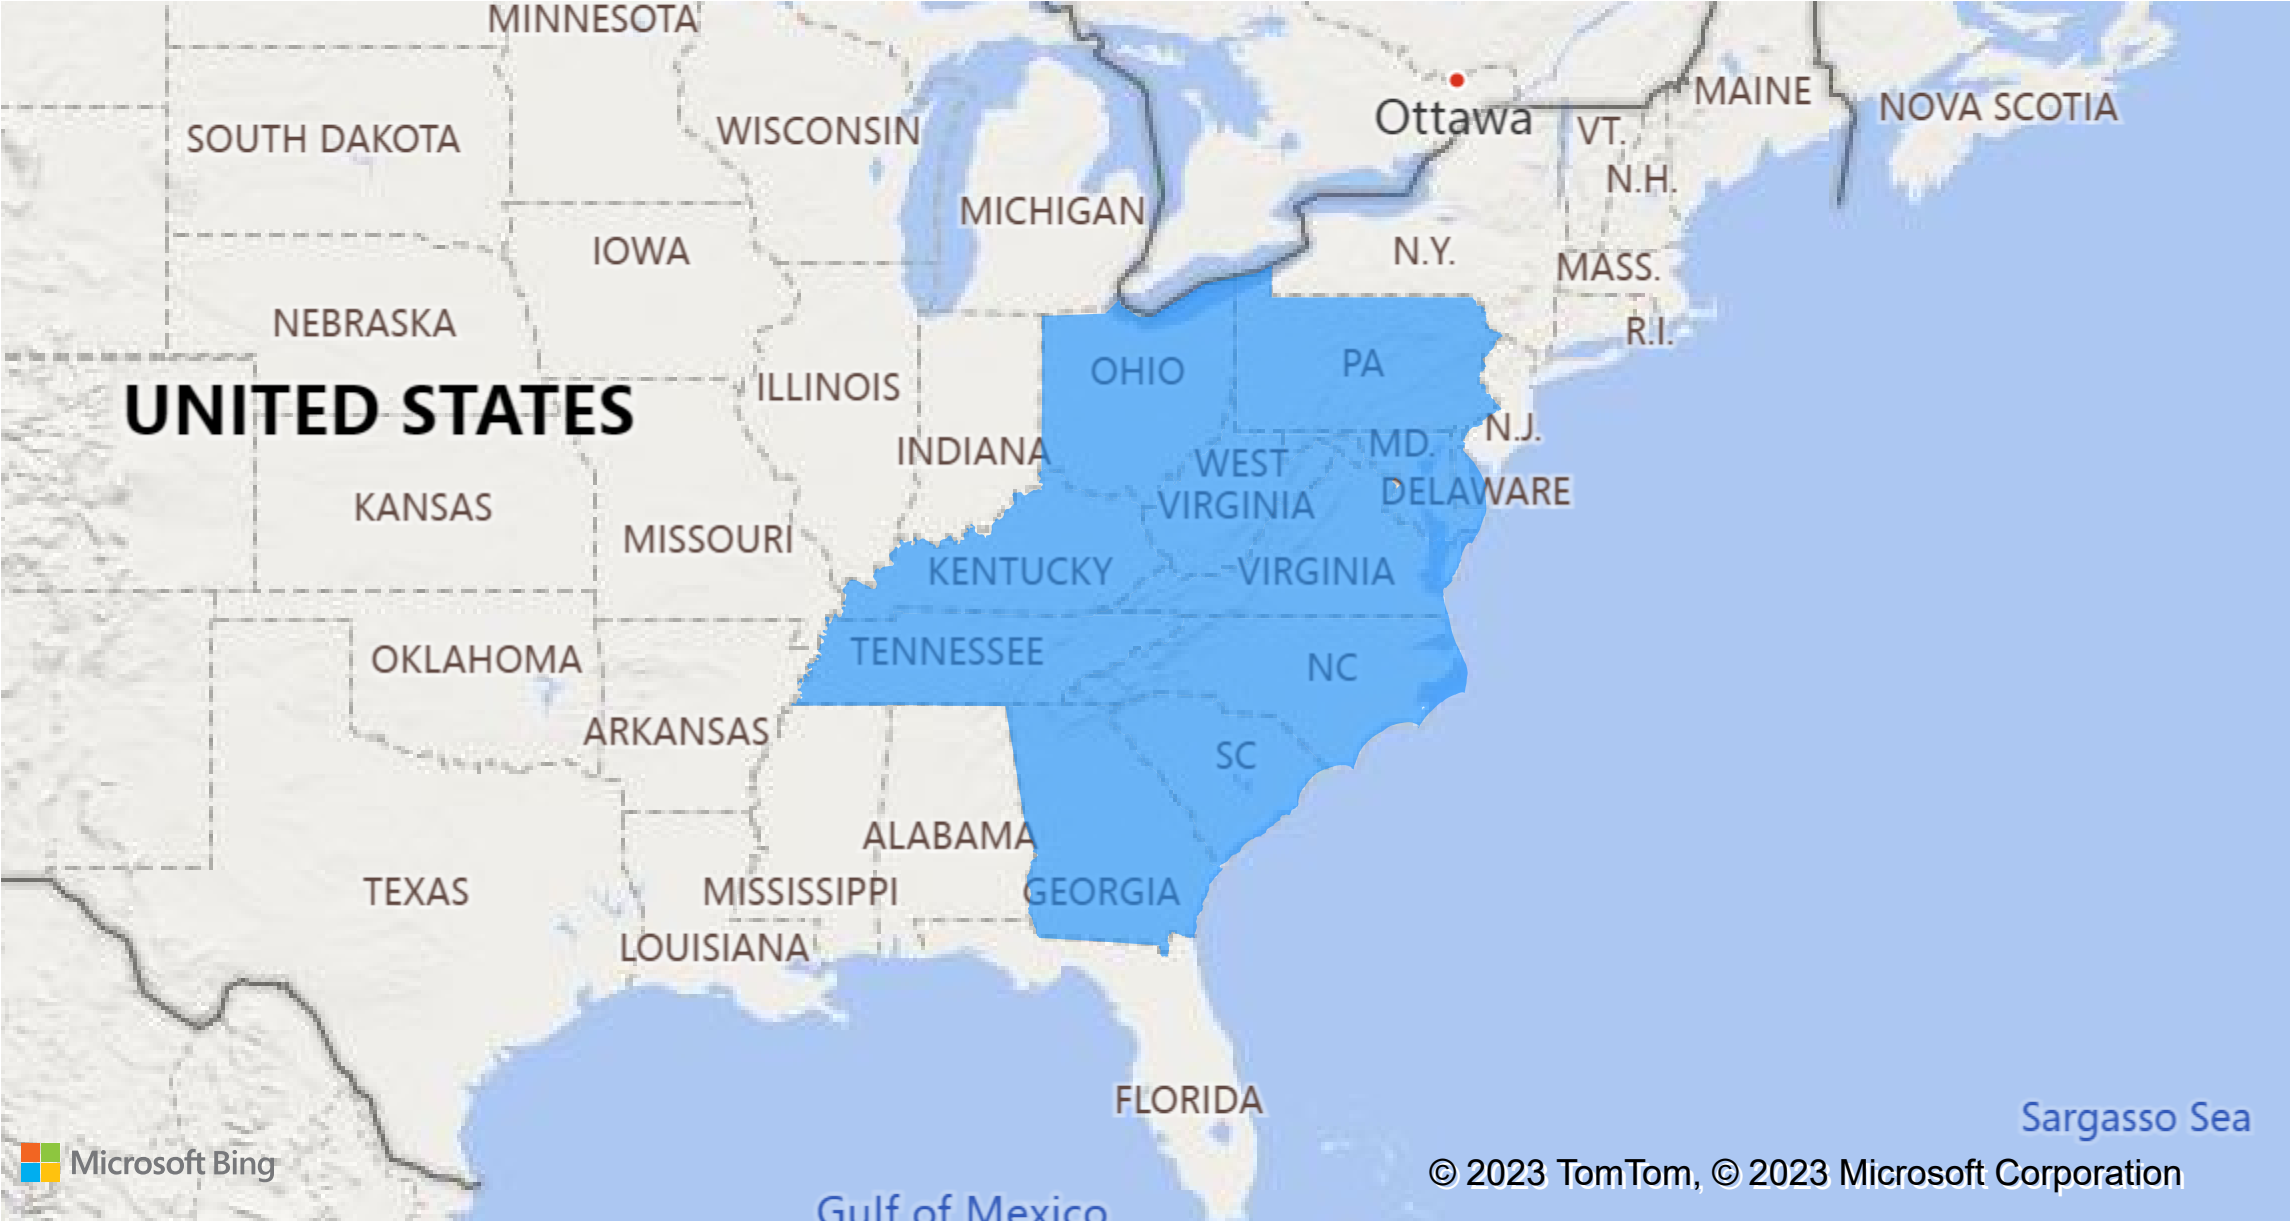 MINNESOTA
Ottawa
MAINE
NOVA SCOTIA
SOUTH DAKOTA
WISCONSIN
VT.
N.H.
MICHIGAN
IOWA
N.Y.
MASS.
NEBRASKA
R.I.
OHIO
PA
UNITED STATES
ILLINOIS
N.J.
INDIANA
MD.
WEST
VIRGINIA
DELAWARE
KANSAS
MISSOURI
KENTUCKY
VIRGINIA
OKLAHOMA
TENNESSEE
NC
ARKANSAS
SC
ALABAMA
TEXAS
MISSISSIPPI
GEORGIA
LOUISIANA
FLORIDA
Sargasso Sea
Microsoft Bing
© 2023 TomTom, © 2023 Microsoft Corporation
Gulf of Mexico